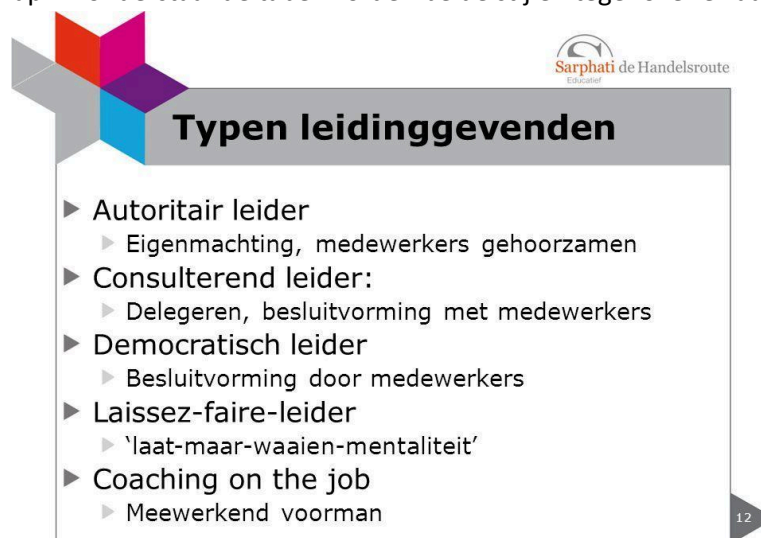 Sarphati de Handelsroute
Educatief
Typen leidinggevenden
Autoritair leider
Eigenmachting, medewerkers gehoorzamen
Consulterend leider:
Delegeren, besluitvorming met medewerkers
Democratisch leider
Besluitvorming door medewerkers
Laissez-faire-leider
‘laat-maar-waaien-mentaliteit’
Coaching on the job
Meewerkend voorman
12